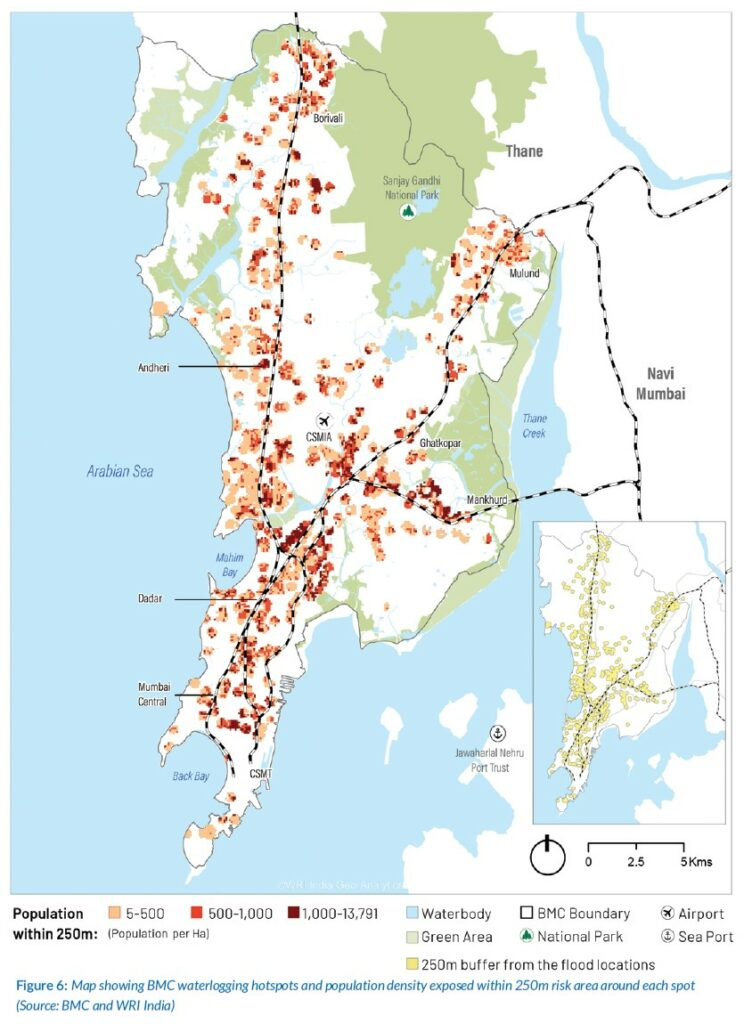 Borivali
Thane
Sanjay Gandhi
National Park
Mulund
Andheri
Navi
Mumbai
CSMIA
Ghatkopar
Thane
Creek
Arabian Sea
Mankhurd
Mahim
Bay
Dadar
Mumbai
Central
Jawaharlal Nehru
Port Trust
Back Bay
CSMT
0 2.5 5 Kms
©WRI India Geo Analytics
Population
within 250m:
5-500 500-1,000 1,000-13,791
(Population per Ha)
Waterbody BMC Boundary Airport
Green Area National Park Sea Port
250m buffer from the flood locations
Figure 6: Map showing BMC waterlogging hotspots and population density exposed within 250m risk area around each spot
(Source: BMC and WRI India)